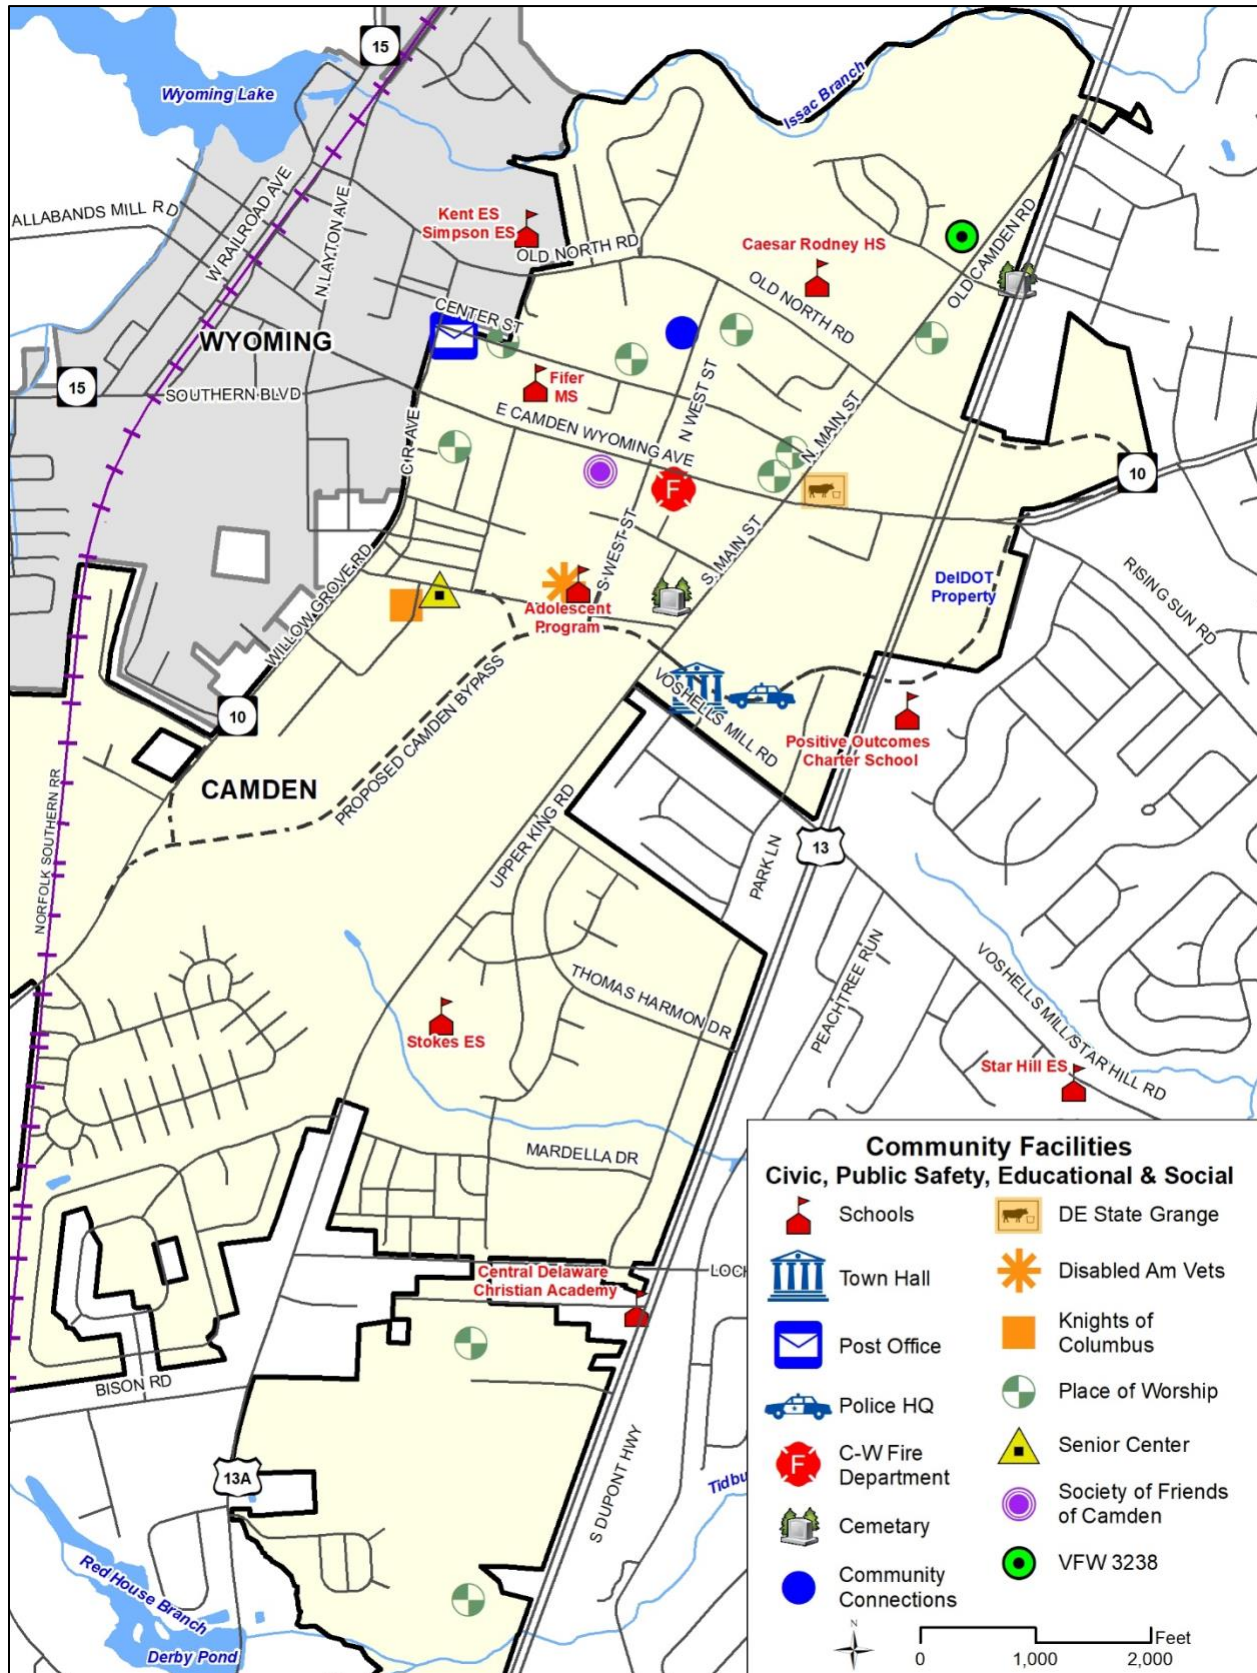 15
Wyoming Lake
Issac Branch
ALLABANDS MILL RD
W RAILROAD AVE
N LAYTON AVE
Kent ES
Simpson ES
OLD NORTH RD
Caesar Rodney HS
OLD CAMDEN RD
CENTER ST
OLD NORTH RD
WYOMING
15
SOUTHERN BLVD
Fifer
MS
N WEST ST
C R AVE
E CAMDEN WYOMING AVE
N MAIN ST
10
F
S WEST ST
S MAIN ST
DelDOT
Property
RISING SUN RD
WILLOW GROVE RD
Adolescent
Program
10
VOSHELLS MILL RD
Positive Outcomes
Charter School
CAMDEN
PROPOSED CAMDEN BYPASS
NORFOLK SOUTHERN RR
UPPER KING RD
PARK LN
13
PEACHTREE RUN
THOMAS HARMON DR
VOSHELLS MILL/STAR HILL RD
Stokes ES
Star Hill ES
MARDELLA DR
LOCH
Central Delaware
Christian Academy
BISON RD
13A
S DUPONT HWY
Tidbu
Red House Branch
Derby Pond
Community Facilities
Civic, Public Safety, Educational & Social
Schools
Town Hall
Post Office
Police HQ
F
C-W Fire
Department
Cemetary
Community
Connections
DE State Grange
Disabled Am Vets
Knights of
Columbus
Place of Worship
Senior Center
Society of Friends
of Camden
VFW 3238
N
Feet
0 1,000 2,000